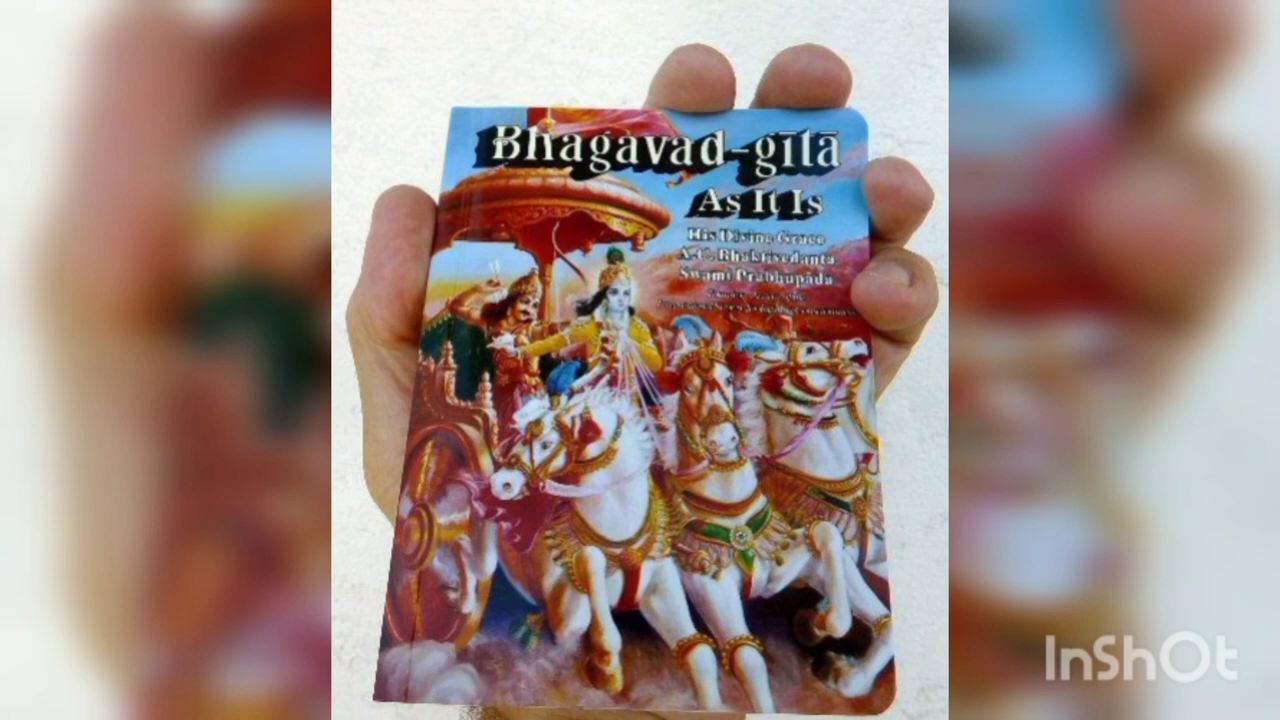 Bhagavad-gītā
As It Is
His Divine Grace
A.C. Bhaktivedanta
Swami Prabhupāda
InShOt